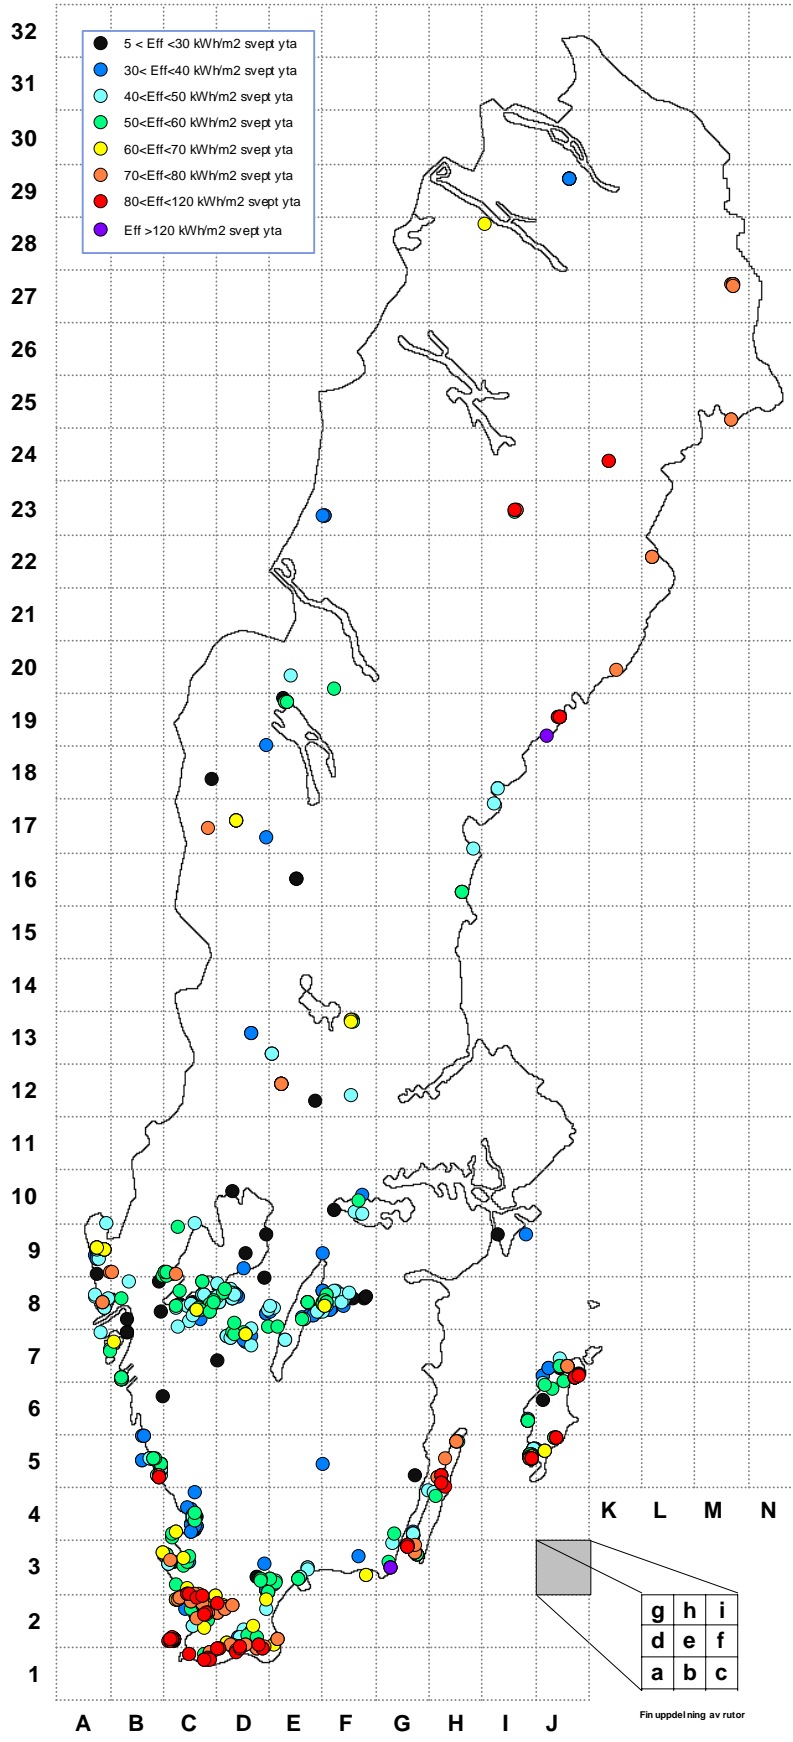 32
5 < Eff <30 kWh/m2 svept yta
30< Eff<40 kWh/m2 svept yta
31
40<Eff<50 kWh/m2 svept yta
50<Eff<60 kWh/m2 svept yta
30
60<Eff<70 kWh/m2 svept yta
70<Eff<80 kWh/m2 svept yta
29
80<Eff<120 kWh/m2 svept yta
Eff >120 kWh/m2 svept yta
28
27
26
25
24
23
22
21
20
19
18
17
16
15
14
13
12
11
10
9
8
7
6
5
4 K L M N
3
g h i
2 d e f
1 a b c
Fin uppdelning av rutor
A B C D E F G H I J